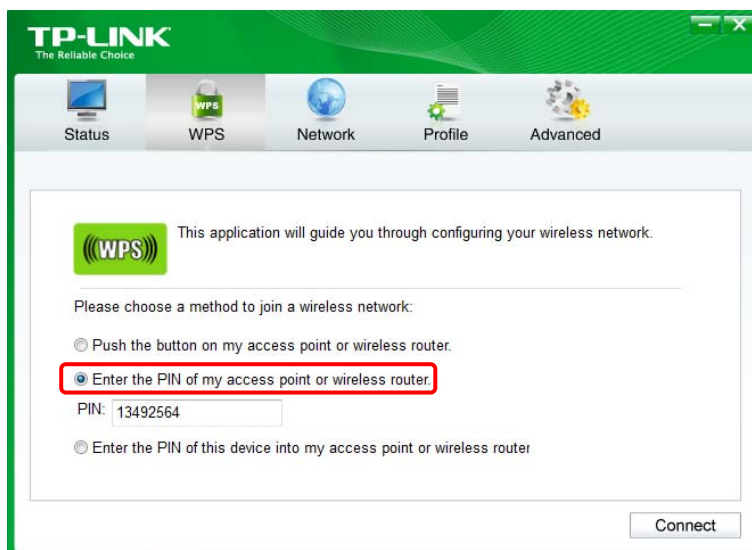 TP-LINK
The Reliable Choice
Status WPS Network Profile Advanced
WPS
This application will guide you through configuring your wireless network.
(((WPS)))
Please choose a method to join a wireless network:
Push the button on my access point or wireless router.
Enter the PIN of my access point or wireless router.
PIN: 13492564
Enter the PIN of this device into my access point or wireless router
Connect